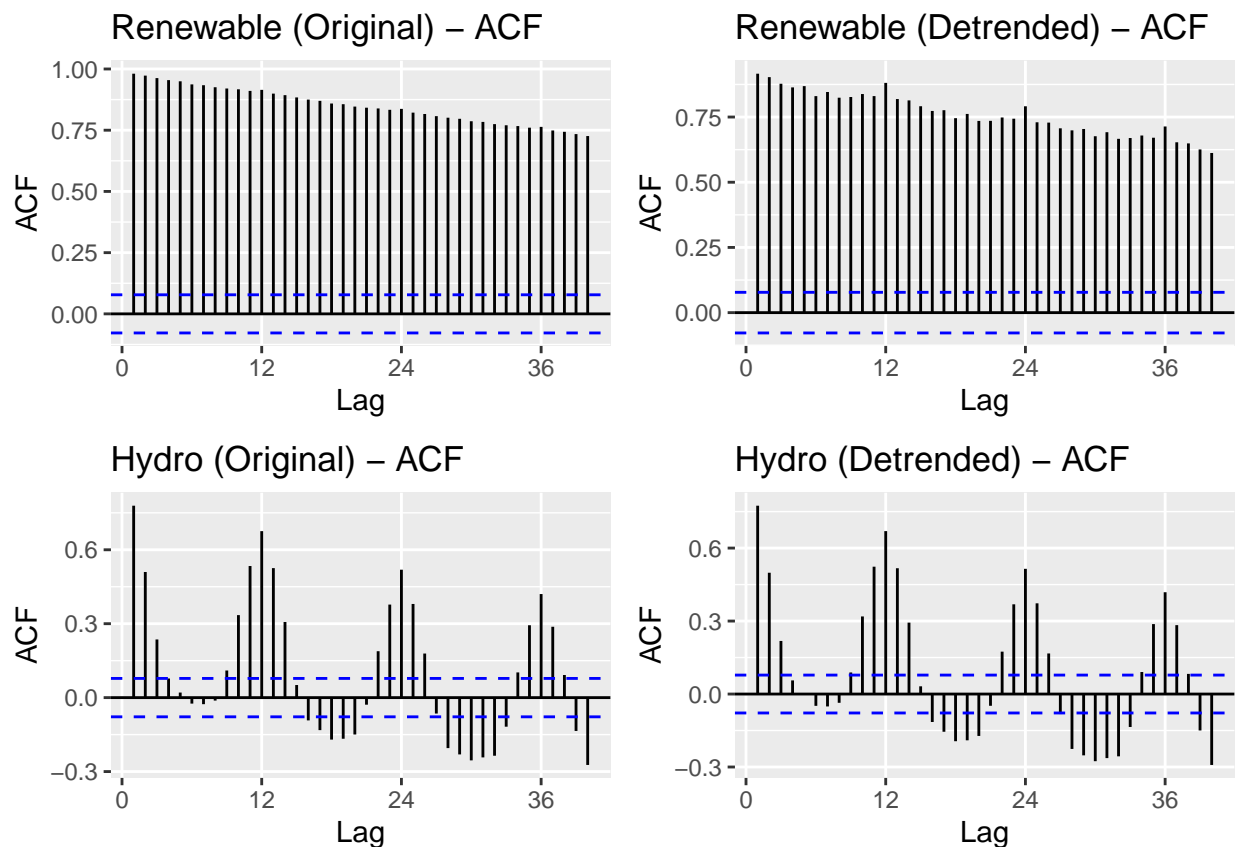 Renewable (Original) – ACF
1.00
0.75
0.50
0.25
0.00
ACF
0 12 24 36
Lag
Renewable (Detrended) – ACF
0.75
0.50
0.25
0.00
ACF
0 12 24 36
Lag
Hydro (Original) – ACF
0.6
0.3
0.0
−0.3
ACF
0 12 24 36
Lag
Hydro (Detrended) – ACF
0.6
0.3
0.0
−0.3
ACF
0 12 24 36
Lag